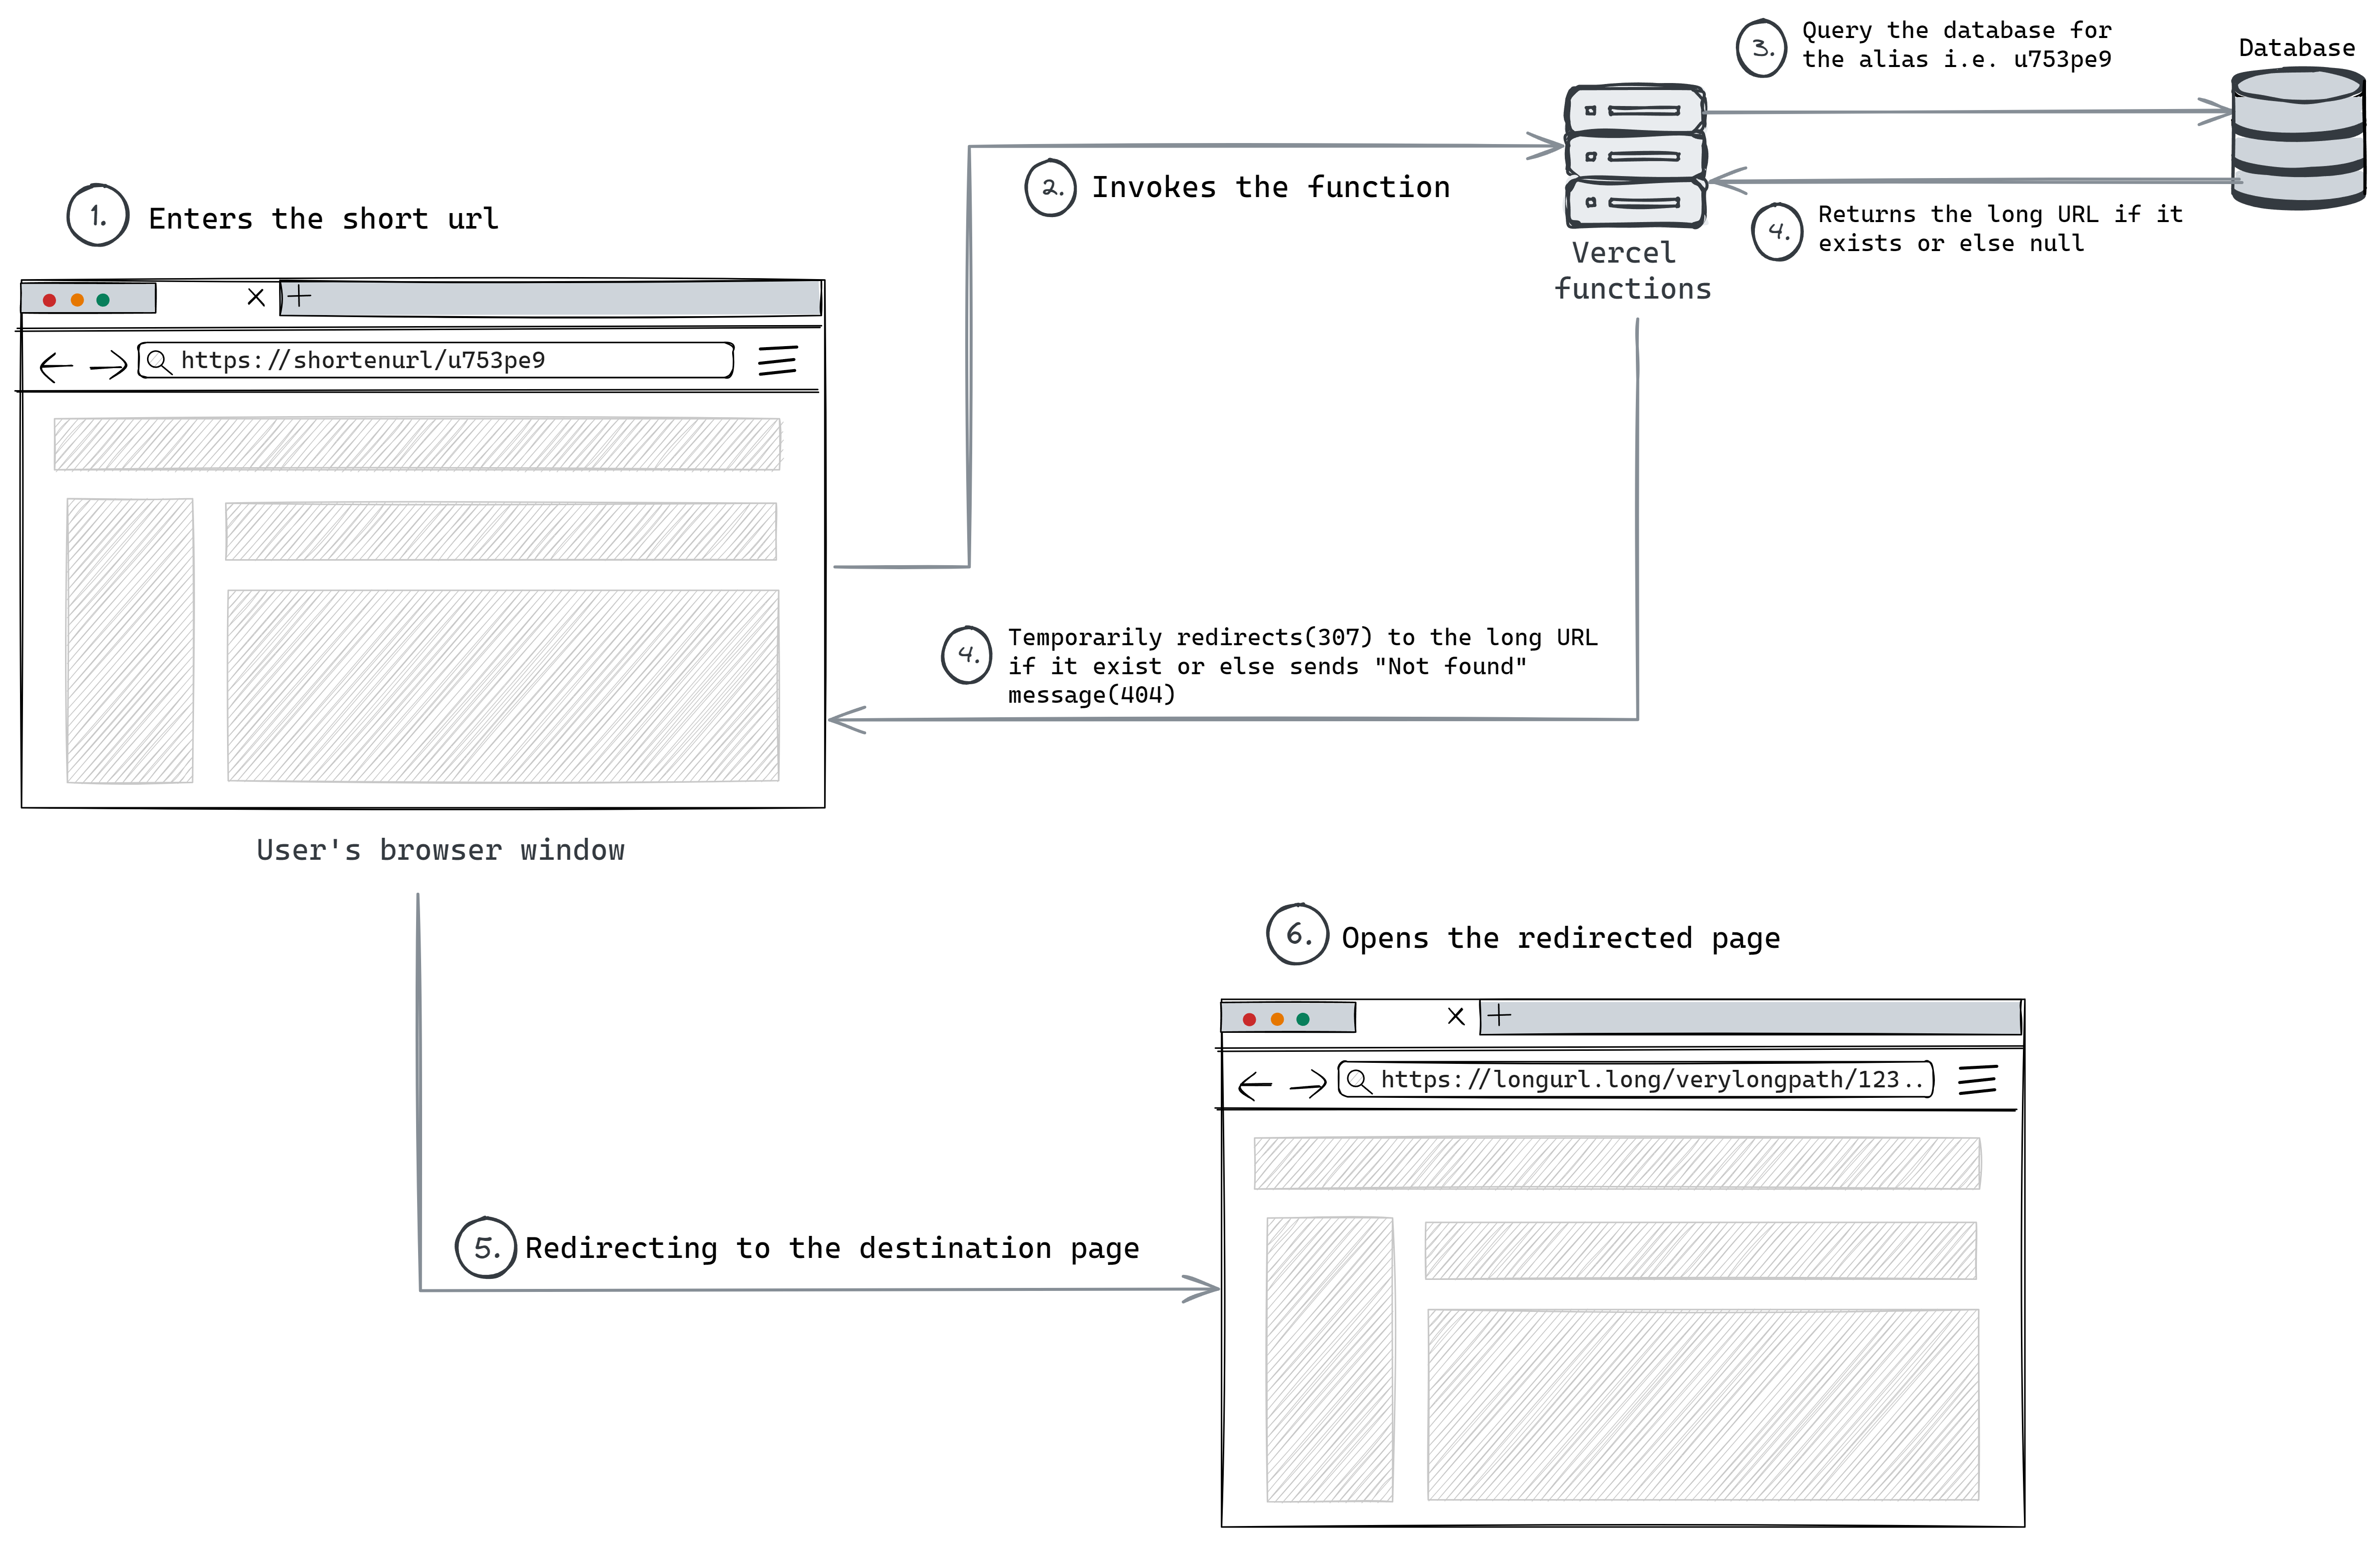 1.
Enters the short url
https://shortenurl/u753pe9
User's browser window
2.
Invokes the function
Vercel
functions
3.
Query the database for
the alias i.e. u753pe9
Database
4.
Returns the long URL if it
exists or else null
4.
Temporarily redirects(307) to the long URL
if it exist or else sends "Not found"
message(404)
5.
Redirecting to the destination page
6.
Opens the redirected page
https://longurl.long/verylongpath/123..